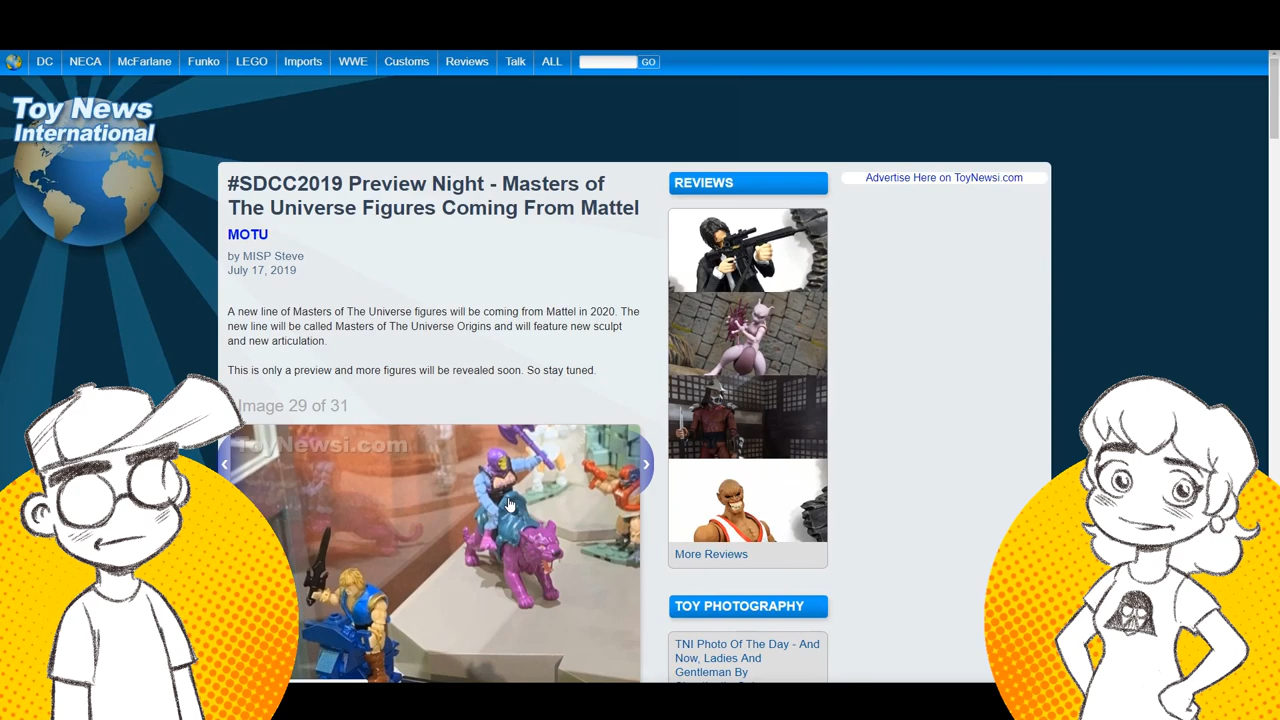 DC
NECA
McFarlane
Funko
LEGO
Imports
WWE
Customs
Reviews
Talk
ALL
GO
Toy News
International
#SDCC2019 Preview Night - Masters of
The Universe Figures Coming From Mattel
MOTU
by MISP Steve
July 17, 2019
A new line of Masters of The Universe figures will be coming from Mattel in 2020. The
new line will be called Masters of The Universe Origins and will feature new sculpt
and new articulation.
This is only a preview and more figures will be revealed soon. So stay tuned.
Image 29 of 31
ToyNewsi.com
REVIEWS
More Reviews
TOY PHOTOGRAPHY
TNI Photo Of The Day - And
Now, Ladies And
Gentleman By
Advertise Here on ToyNewsi.com